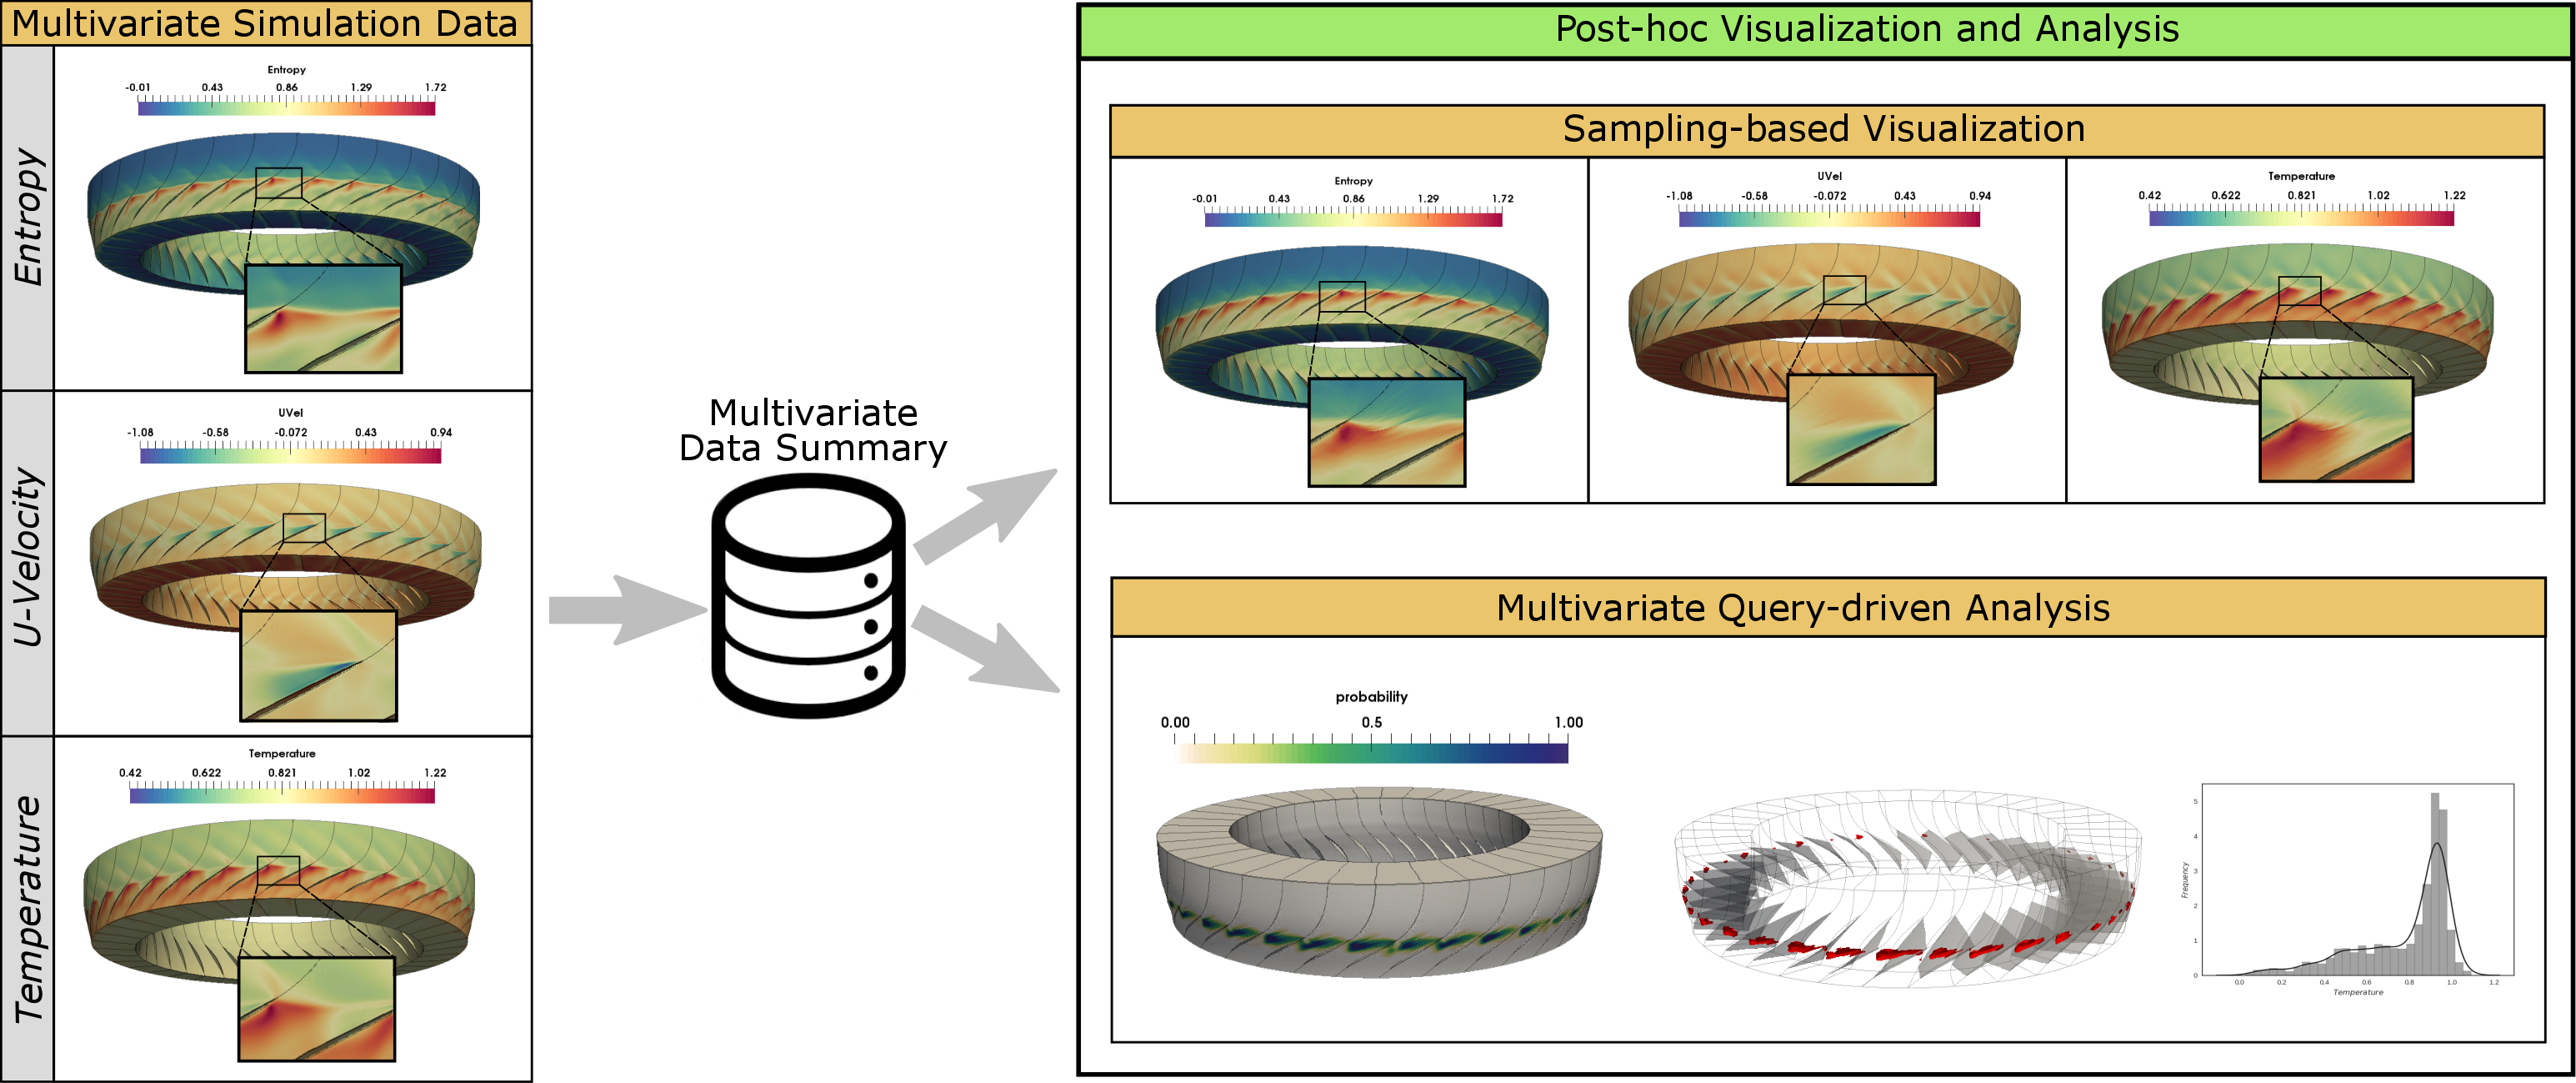 Multivariate Simulation Data
Entropy
Entropy
-0.01 0.43 0.86 1.29 1.72
U-Velocity
UVel
-1.08 -0.58 -0.072 0.43 0.94
Temperature
Temperature
0.42 0.622 0.821 1.02 1.22
Multivariate
Data Summary
Post-hoc Visualization and Analysis
Sampling-based Visualization
Entropy
-0.01 0.43 0.86 1.29 1.72
UVel
-1.08 -0.58 -0.072 0.43 0.94
Temperature
0.42 0.622 0.821 1.02 1.22
Multivariate Query-driven Analysis
probability
0.00 0.5 1.00
Frequency
5
4
3
2
1
0
0.0 0.2 0.4 0.6 0.8 1.0 1.2
Temperature